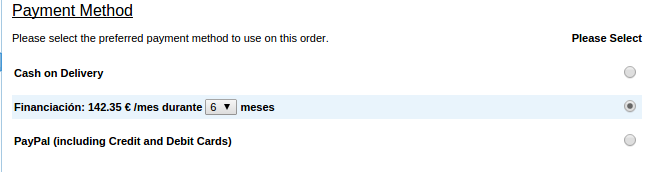 Payment Method
Please select the preferred payment method to use on this order. Please Select
Cash on Delivery
Financiación: 142.35 € /mes durante 6 meses
PayPal (including Credit and Debit Cards)